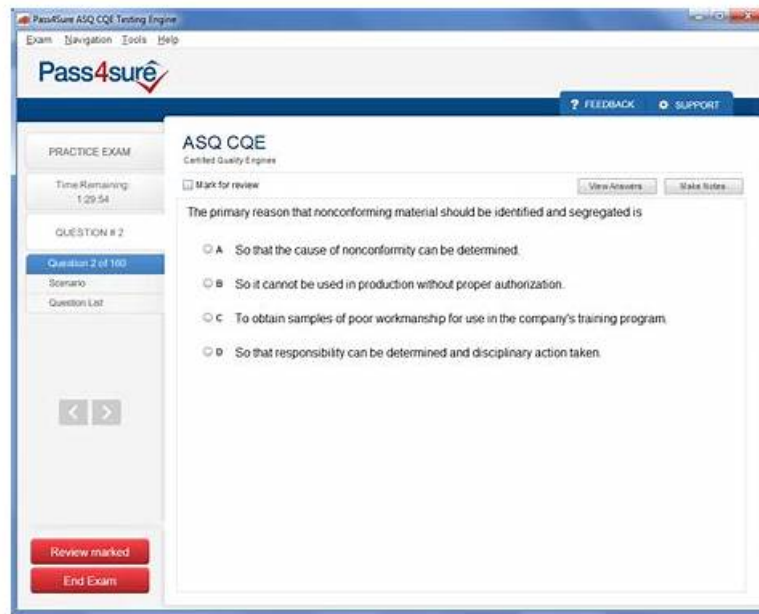 Pass4Sure ASQ CQE Testing Engine
Exam Navigation Tools Help
Pass4sure
? FEEDBACK SUPPORT
PRACTICE EXAM
Time Remaining:
1:29:54
QUESTION # 2
Question 2 of 160
Scenario
Question List
Review marked
End Exam
ASQ CQE
Certified Quality Engines
Mark for review
View Answers Make Notes
The primary reason that nonconforming material should be identified and segregated is
A So that the cause of nonconformity can be determined.
B So it cannot be used in production without proper authorization.
C To obtain samples of poor workmanship for use in the company's training program.
D So that responsibility can be determined and disciplinary action taken.